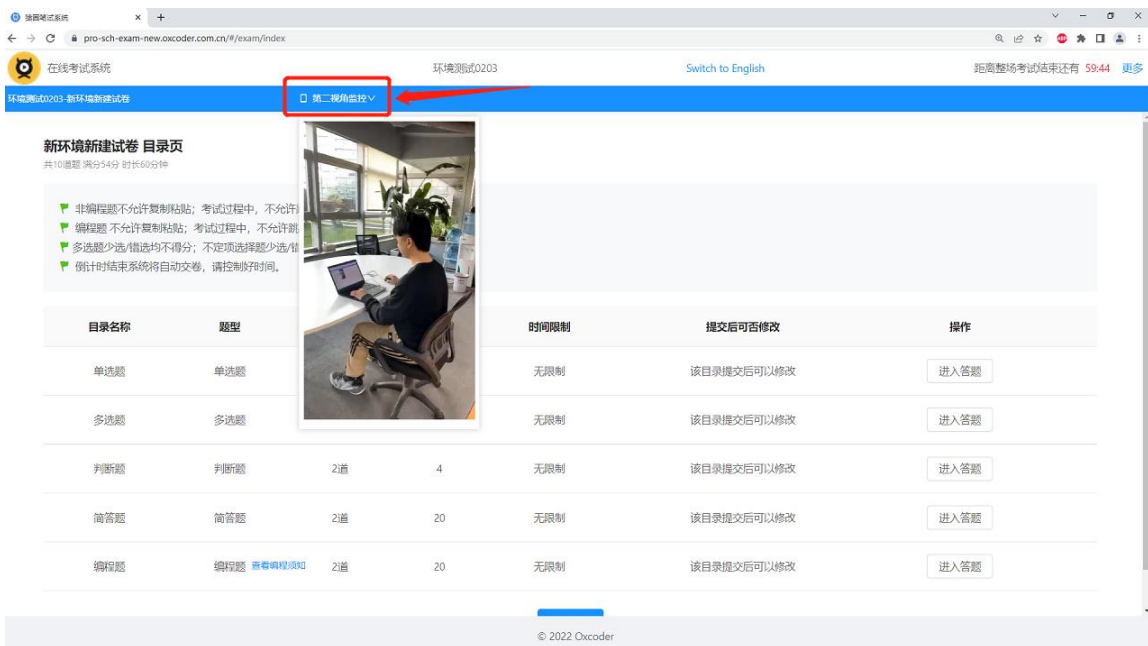 猿圈笔试系统
pro-sch-exam-new.oxcoder.com.cn/#/exam/index
在线考试系统 环境测试0203 Switch to English 距离整场考试结束还有 59:44 更多
环境测试0203-新环境新建试卷 第二视角监控
新环境新建试卷 目录页
共10道题 满分54分 时长60分钟
非编程题不允许复制粘贴；考试过程中，不允许
编程题 不允许复制粘贴；考试过程中，不允许跳
多选题少选/错选均不得分；不定项选择题少选/错
倒计时结束系统将自动交卷，请控制好时间。
目录名称 题型 时间限制 提交后可否修改 操作
单选题 单选题 无限制 该目录提交后可以修改 进入答题
多选题 多选题 无限制 该目录提交后可以修改 进入答题
判断题 判断题 2道 4 无限制 该目录提交后可以修改 进入答题
简答题 简答题 2道 20 无限制 该目录提交后可以修改 进入答题
编程题 编程题 查看编程须知 2道 20 无限制 该目录提交后可以修改 进入答题
© 2022 Oxcoder